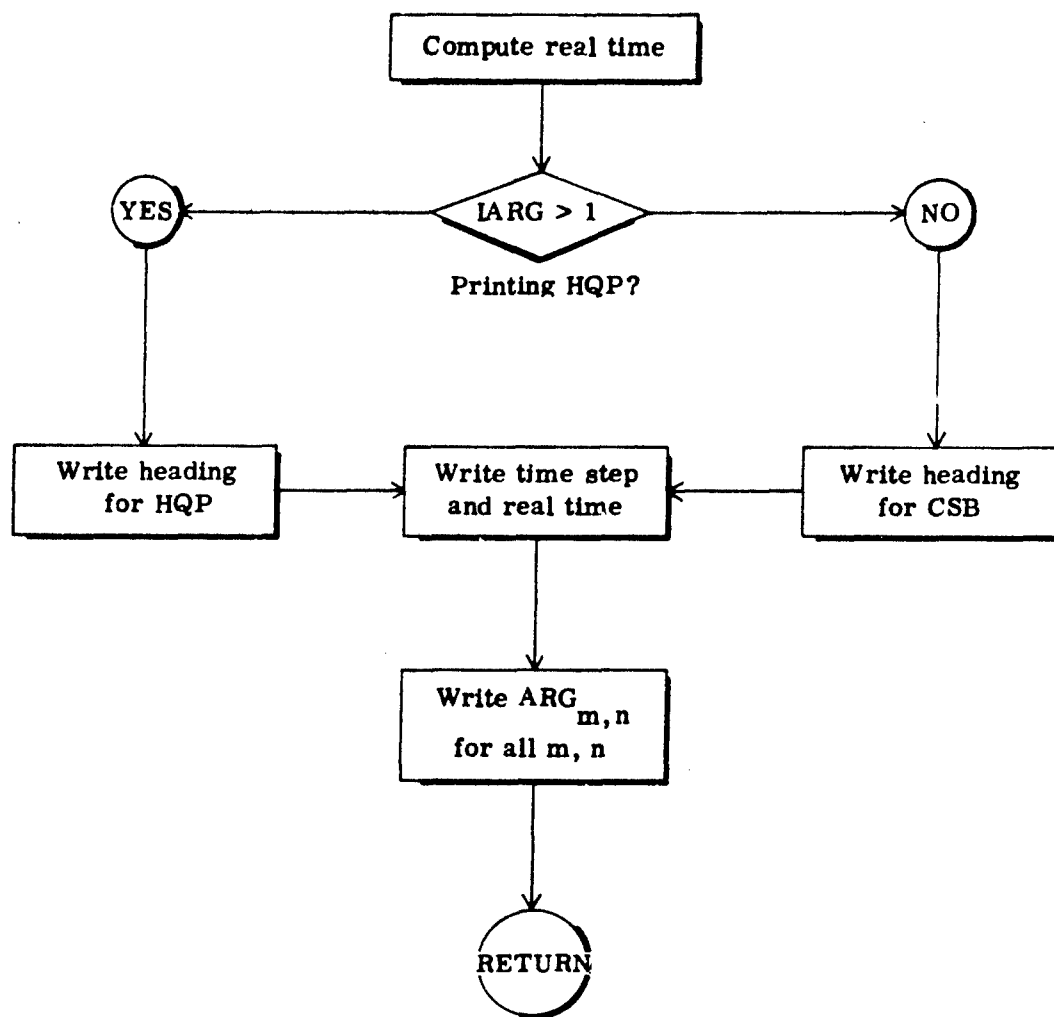 Compute real time
YES
IARG > 1
NO
Printing HQP?
Write heading
for HQP
Write time step
and real time
Write heading
for CSB
Write ARG m, n
for all m, n
RETURN